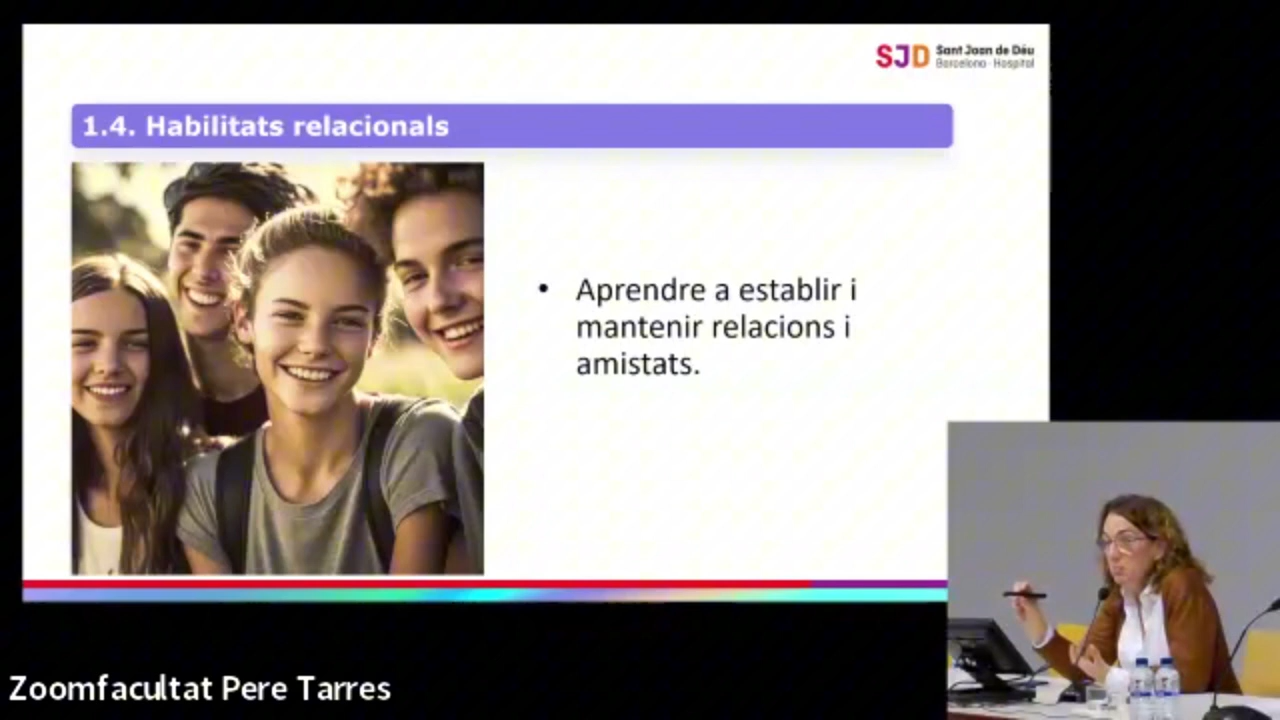 SJD Sant Joan de Déu
Barcelona · Hospital
1.4. Habilitats relacionals
• Aprendre a establir i
mantenir relacions i
amistats.
Zoomfacultat Pere Tarres